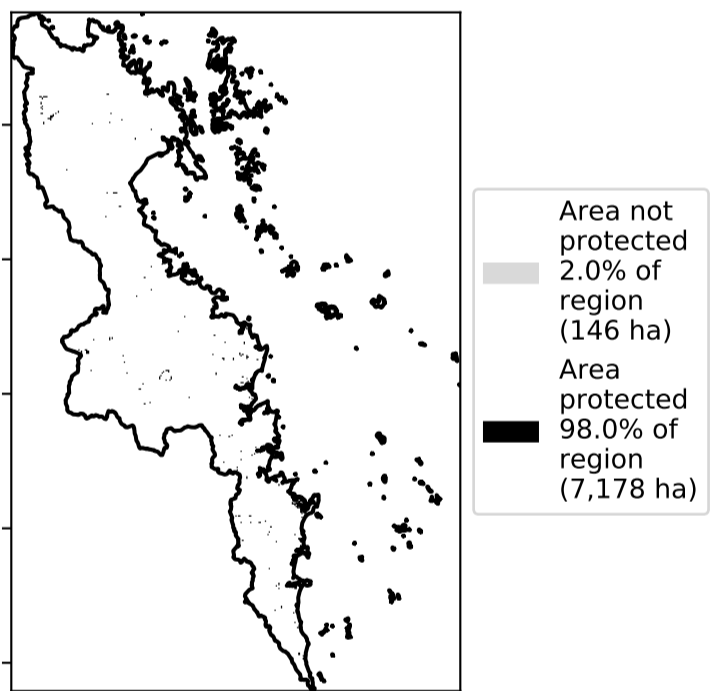 Area not
protected
2.0% of
region
(146 ha)
Area
protected
98.0% of
region
(7,178 ha)